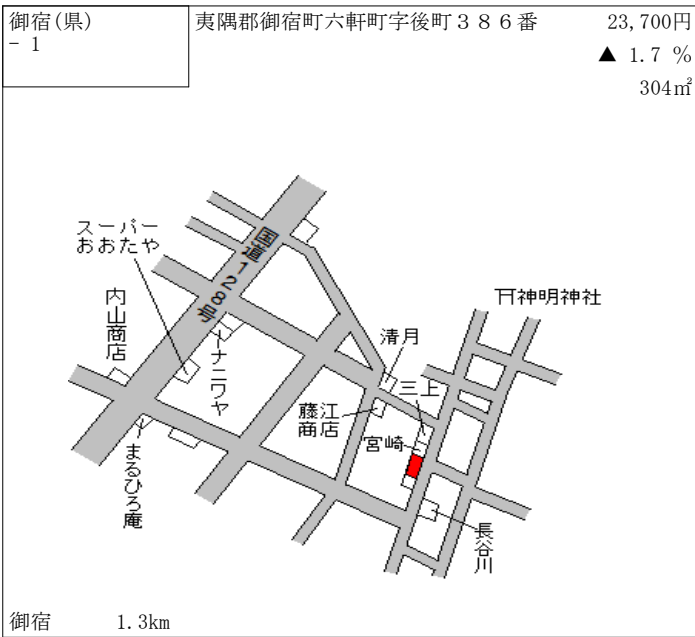 御宿(県)
- 1
夷隅郡御宿町六軒町字後町３８６番
23,700円
▲ 1.7 %
304㎡
スーパー
おおたや
国道128号
内山商店
ナニワヤ
まるひろ庵
清月
藤江
商店
三上
宮崎
神明神社
長谷川
御宿 1.3km